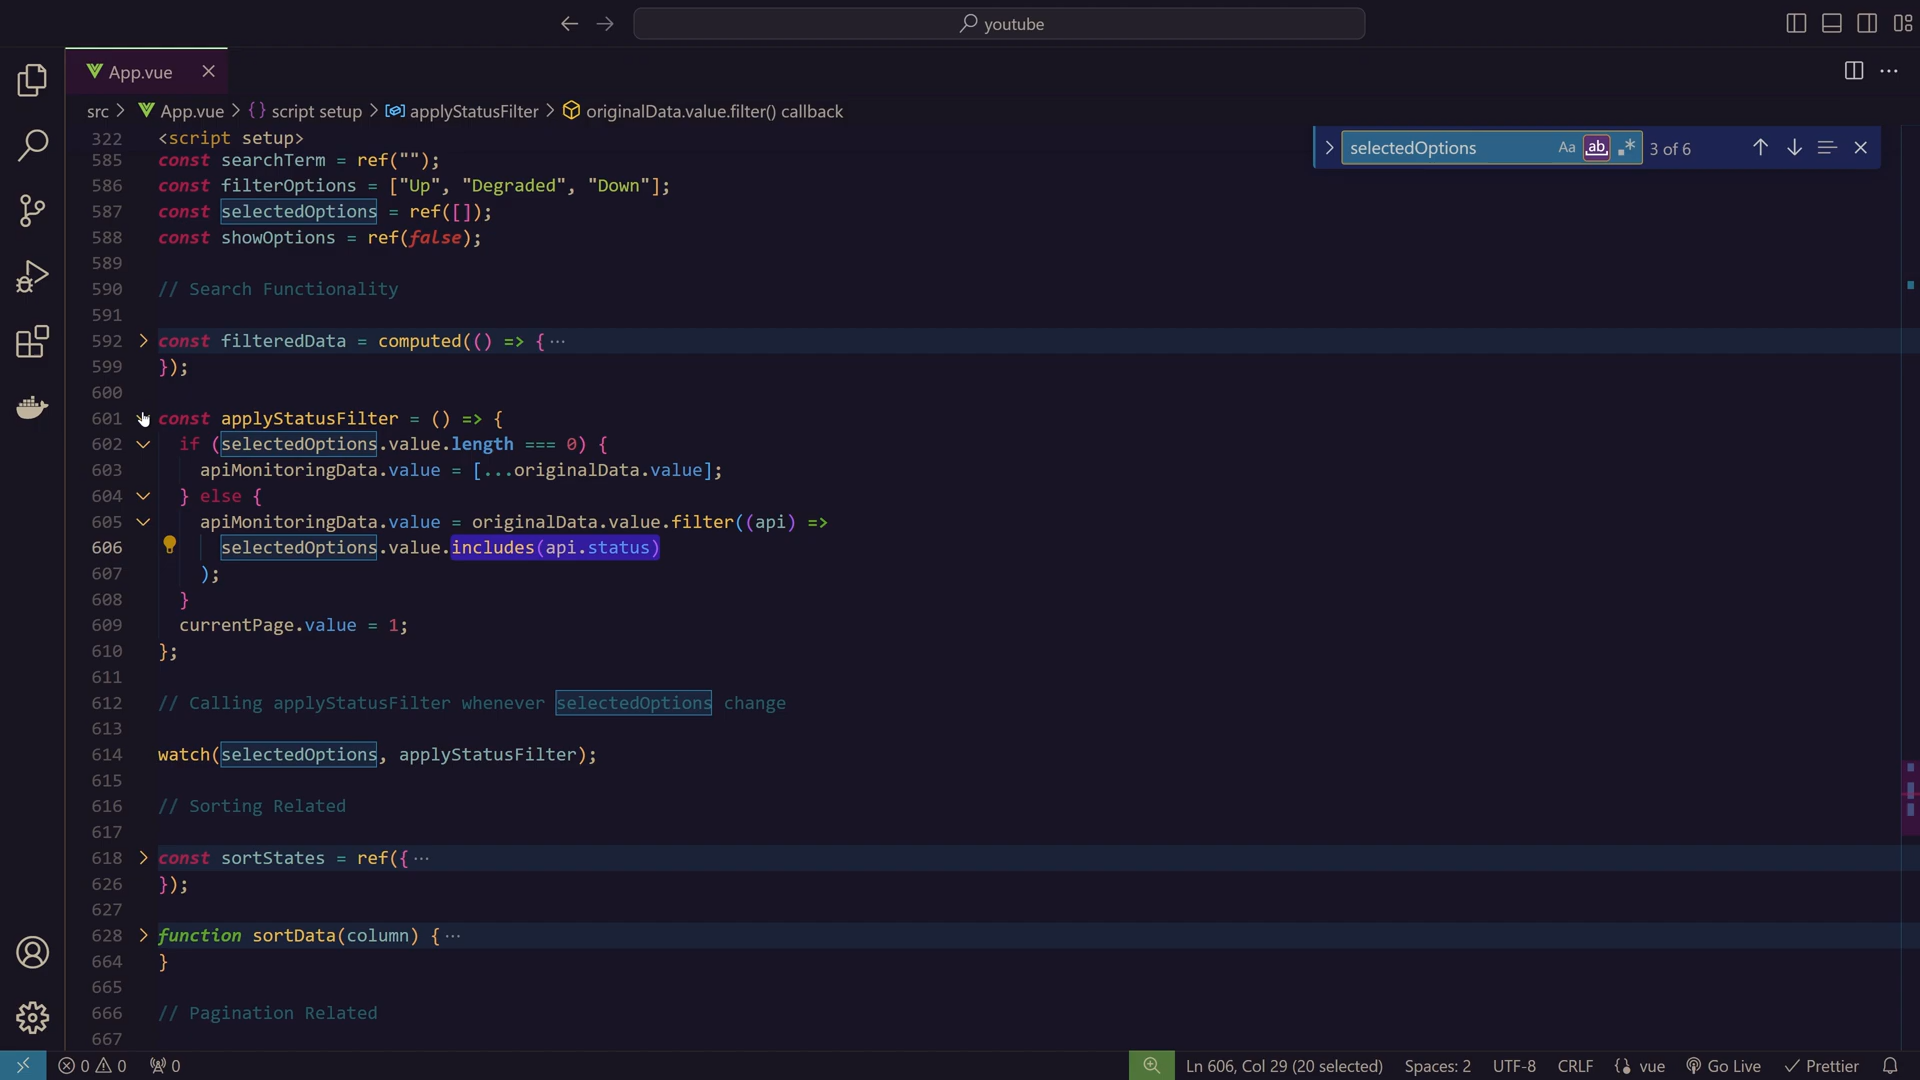 youtube
App.vue
src > App.vue > {} script setup > applyStatusFilter > originalData.value.filter() callback
selectedOptions Aa ab .* 3 of 6
322 <script setup>
585 const searchTerm = ref("");
586 const filterOptions = ["Up", "Degraded", "Down"];
587 const selectedOptions = ref([]);
588 const showOptions = ref(false);
589
590 // Search Functionality
591
592 const filteredData = computed(() => { ···
599 });
600
601 const applyStatusFilter = () => {
602 if (selectedOptions.value.length === 0) {
603 apiMonitoringData.value = [...originalData.value];
604 } else {
605 apiMonitoringData.value = originalData.value.filter((api) =>
606 selectedOptions.value.includes(api.status)
607 );
608 }
609 currentPage.value = 1;
610 };
611
612 // Calling applyStatusFilter whenever selectedOptions change
613
614 watch(selectedOptions, applyStatusFilter);
615
616 // Sorting Related
617
618 const sortStates = ref({ ···
626 });
627
628 function sortData(column) { ···
664 }
665
666 // Pagination Related
667
0 0 0 Ln 606, Col 29 (20 selected) Spaces: 2 UTF-8 CRLF {} vue Go Live Prettier